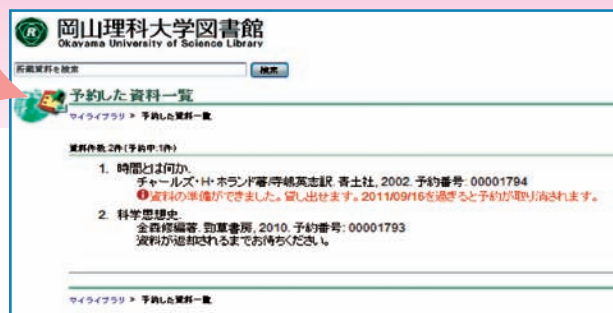 岡山理科大学図書館
Okayama University of Science Library
所蔵資料を検索 検索
予約した資料一覧
マイライブラリ > 予約した資料一覧
資料件数:2件(予約中:1件)
1. 時間とは何か.
チャールズ・H・ホランド著/寺嶋英志訳. 青土社, 2002. 予約番号: 00001794
資料の準備ができました。貸し出せます。2011/09/16を過ぎると予約が取り消されます。
2. 科学思想史.
金森修編著. 勁草書房, 2010. 予約番号: 00001793
資料が返却されるまでお待ちください。
マイライブラリ > 予約した資料一覧